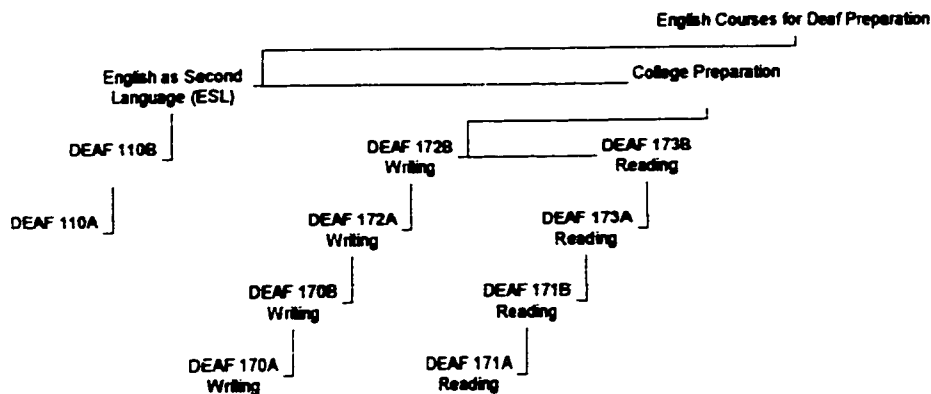 English Courses for Deaf Preparation
English as Second
Language (ESL)
College Preparation
DEAF 110B
DEAF 172B
Writing
DEAF 173B
Reading
DEAF 110A
DEAF 172A
Writing
DEAF 173A
Reading
DEAF 170B
Writing
DEAF 171B
Reading
DEAF 170A
Writing
DEAF 171A
Reading